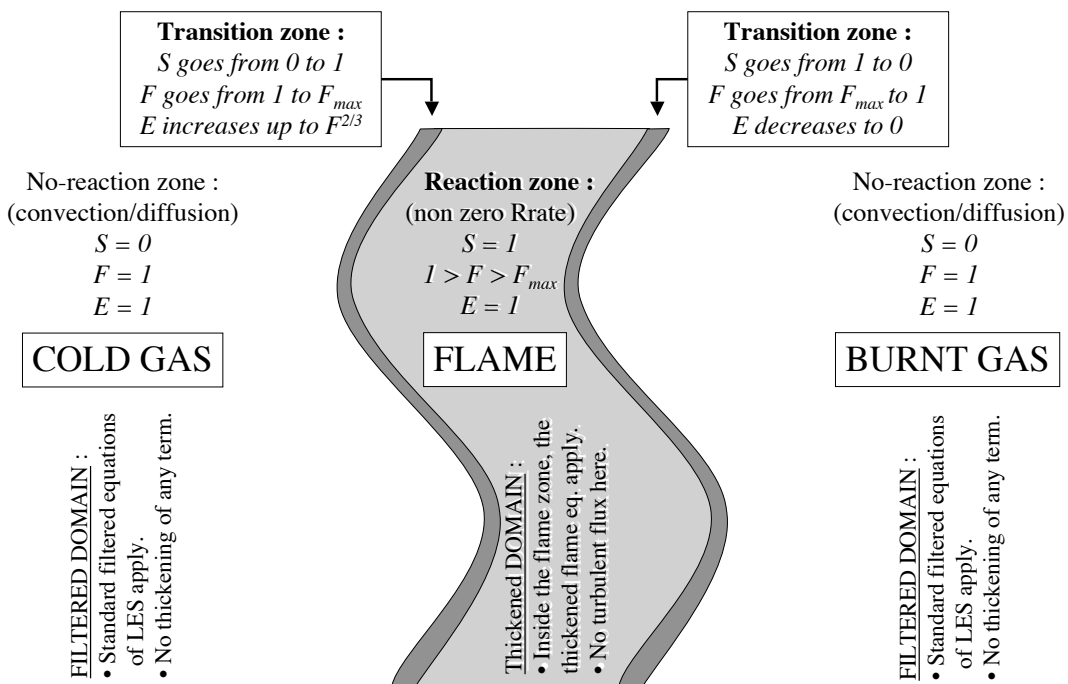 Transition zone :
S goes from 0 to 1
F goes from 1 to Fmax
E increases up to F^2/3
Transition zone :
S goes from 1 to 0
F goes from Fmax to 1
E decreases to 0
No-reaction zone :
(convection/diffusion)
S = 0
F = 1
E = 1
COLD GAS
Reaction zone :
(non zero Rrate)
S = 1
1 > F > Fmax
E = 1
FLAME
No-reaction zone :
(convection/diffusion)
S = 0
F = 1
E = 1
BURNT GAS
FILTERED DOMAIN :
• Standard filtered equations
of LES apply.
• No thickening of any term.
Thickened DOMAIN :
• Inside the flame zone, the
thickened flame eq. apply.
• No turbulent flux here.
FILTERED DOMAIN :
• Standard filtered equations
of LES apply.
• No thickening of any term.